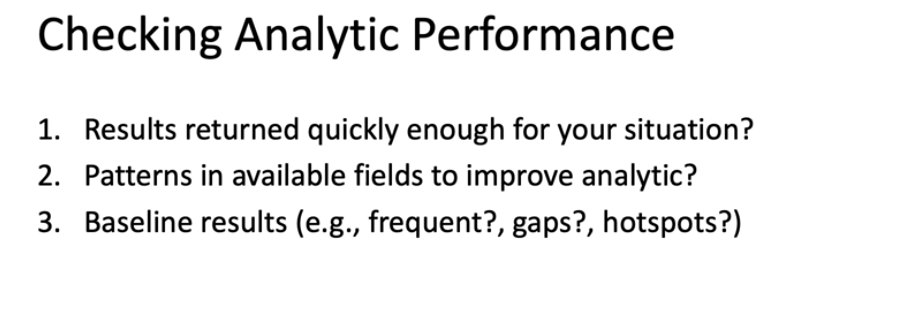 Checking Analytic Performance
1. Results returned quickly enough for your situation?
2. Patterns in available fields to improve analytic?
3. Baseline results (e.g., frequent?, gaps?, hotspots?)